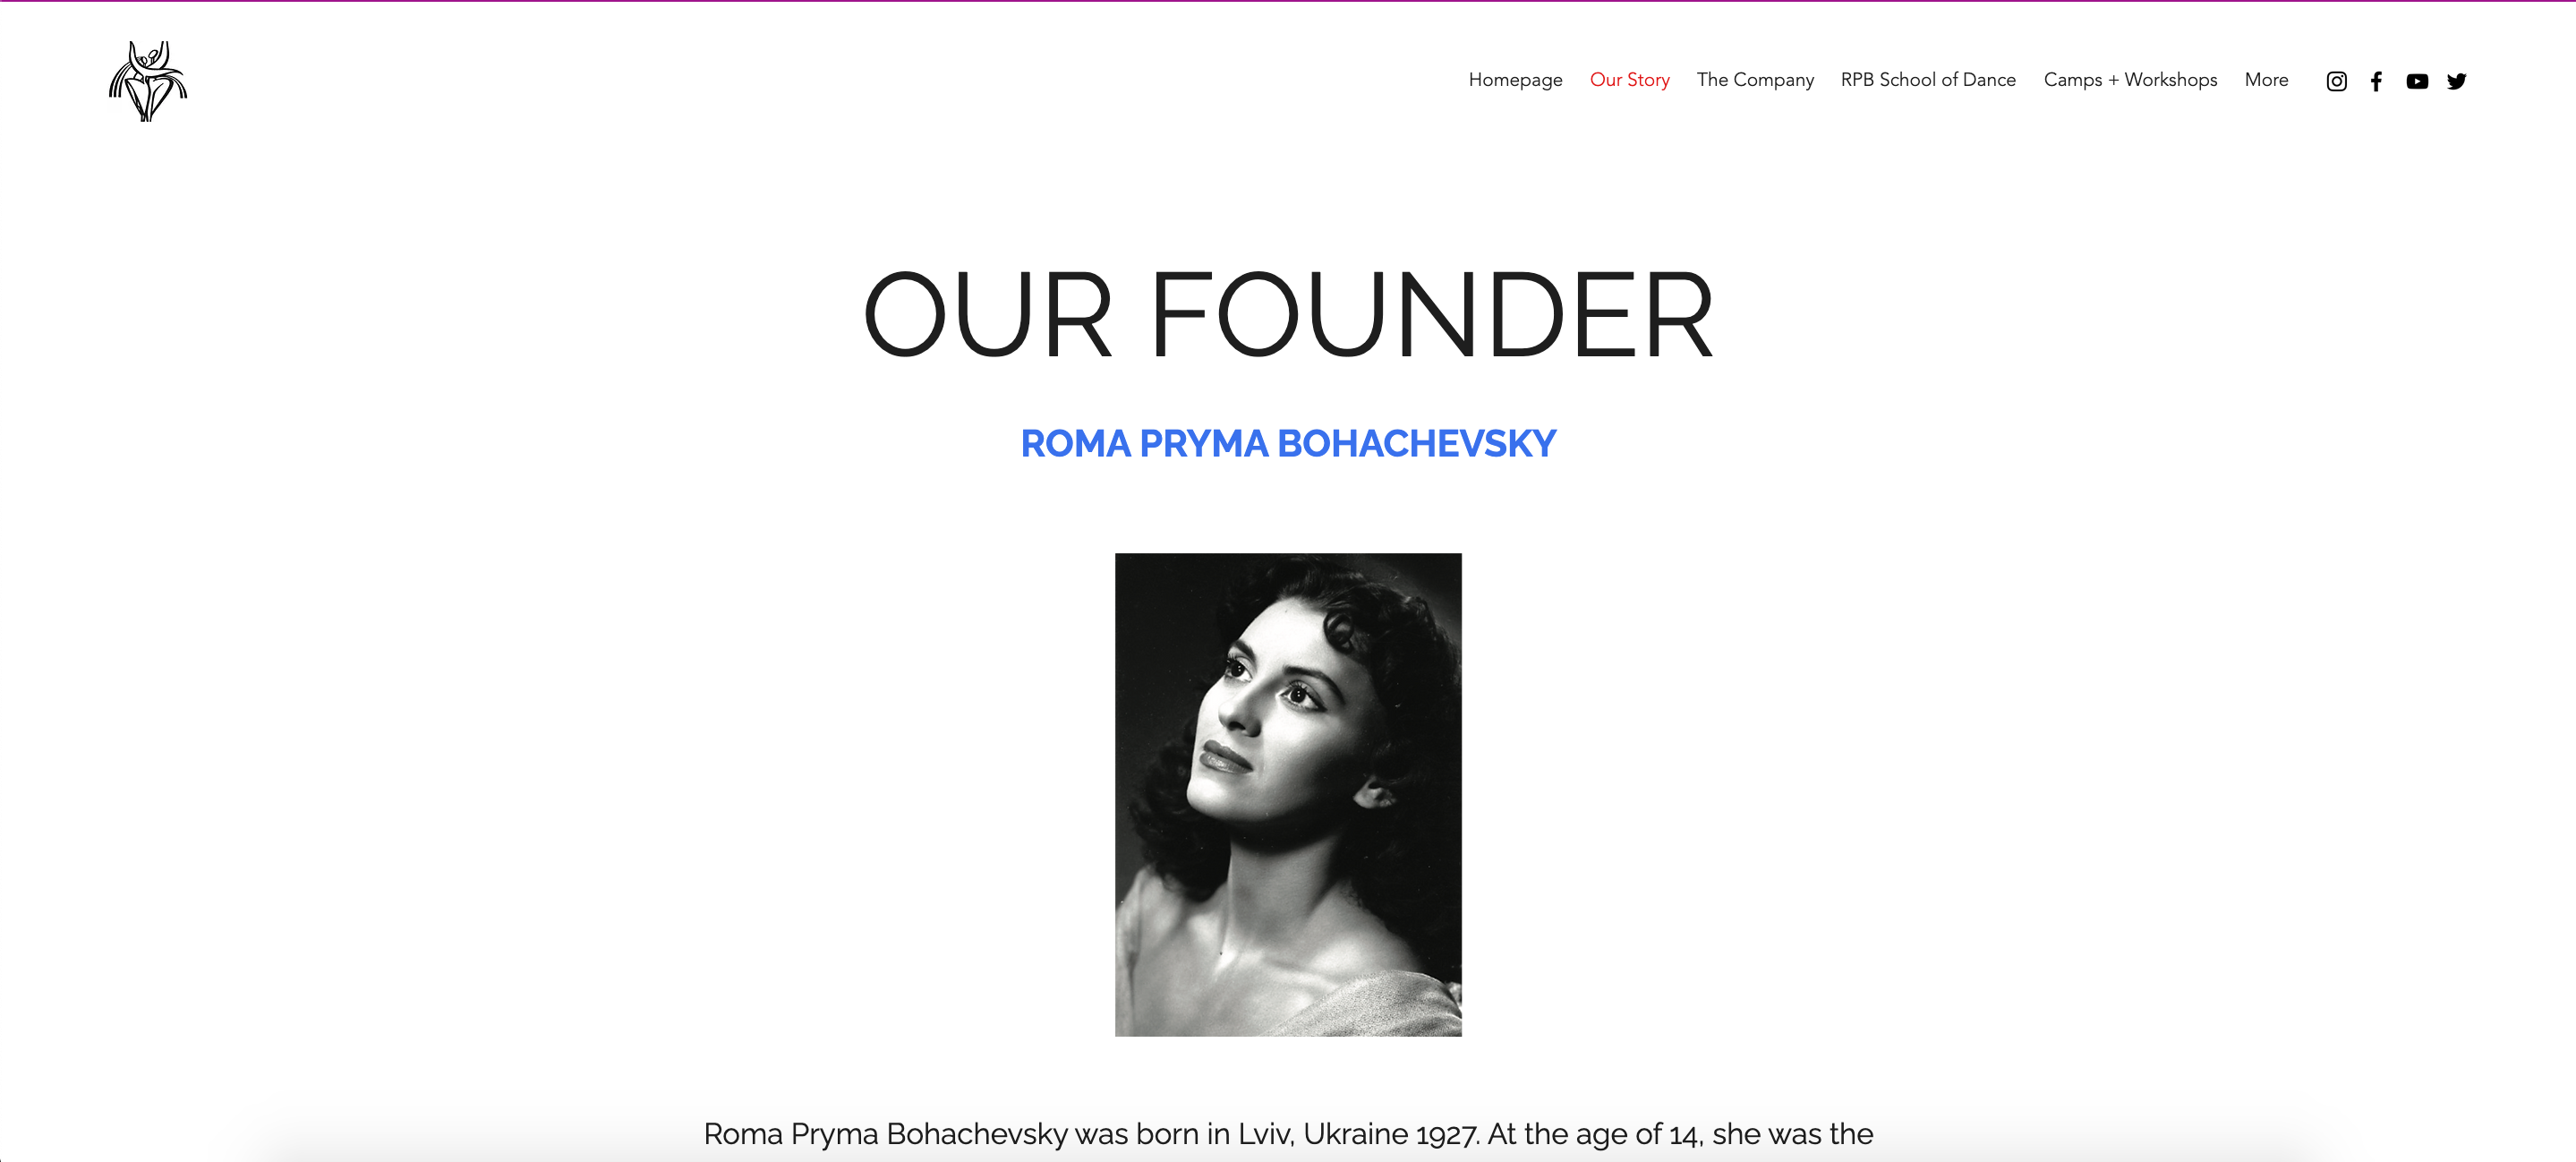 Homepage Our Story The Company RPB School of Dance Camps + Workshops More
OUR FOUNDER
ROMA PRYMA BOHACHEVSKY
Roma Pryma Bohachevsky was born in Lviv, Ukraine 1927. At the age of 14, she was the